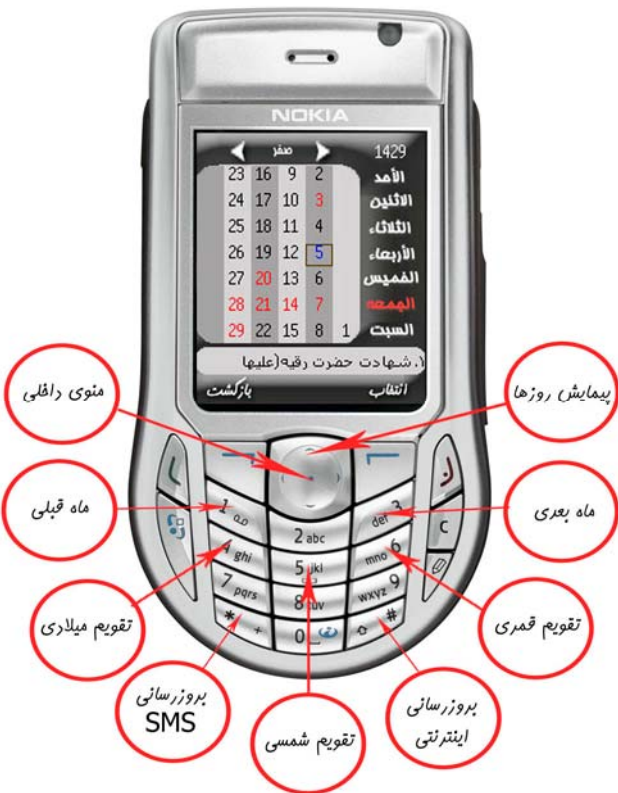 NOKIA
1429
صفر
الأحد 2 9 16 23
الاثنين 3 10 17 24
الثلاثاء 4 11 18 25
الأربعاء 5 12 19 26
الخميس 6 13 20 27
الجمعه 7 14 21 28
السبت 1 8 15 22 29
۱. شهادت حضرت رقیه(علیها
انتخاب بازگشت
پیمایش روزها
منوی داخلی
ماه بعدی
ماه قبلی
تقویم قمری
تقویم میلادی
بروزرسانی
اینترنتی
تقویم شمسی
بروزرسانی
SMS
1
2 abc
def 3
C
4 ghi
5 jkl
mno 6
7 pqrs
8 tuv
wxyz 9
* +
0
#